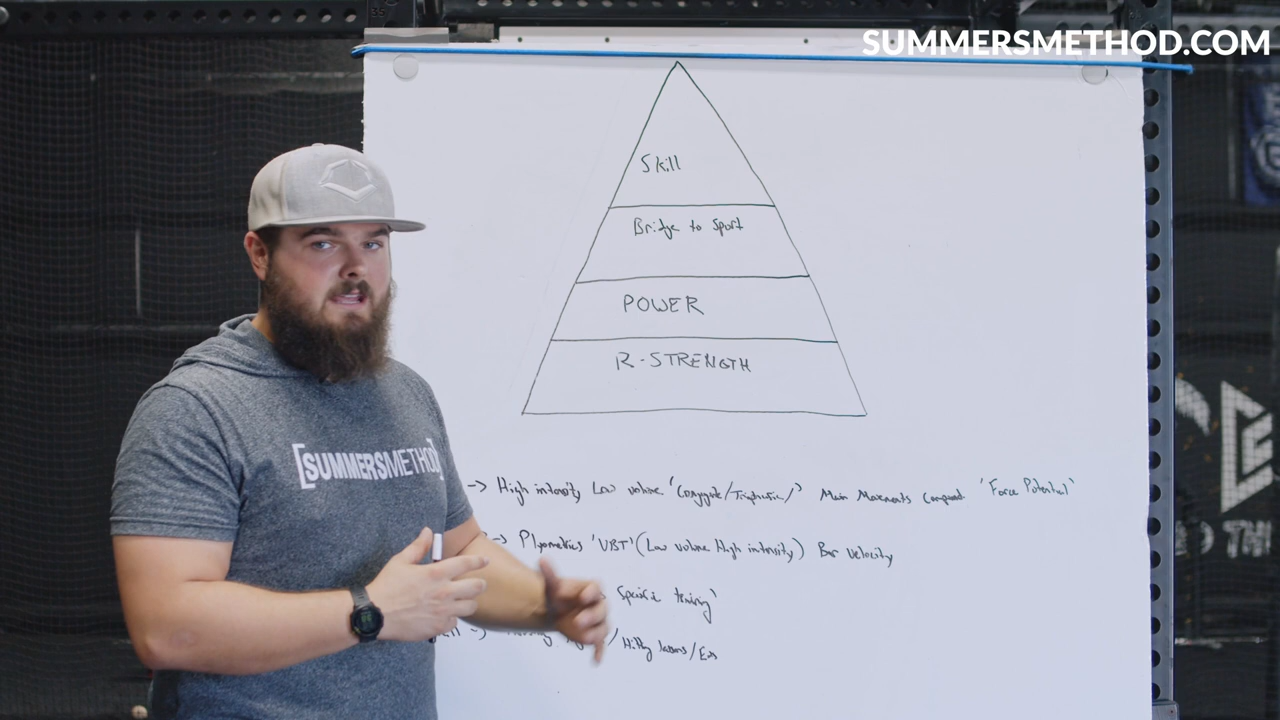 SUMMERSMETHOD.COM
Skill
Bridge to Sport
POWER
R-STRENGTH
[SUMMERSMETHOD]
-> High intensity Low volume 'Conjugate/Triphasic/' Main Movements compound 'Force Potential'
-> Plyometrics 'VBT' (Low volume High intensity) Bar Velocity
Specific training'
/ Hitting lessons/